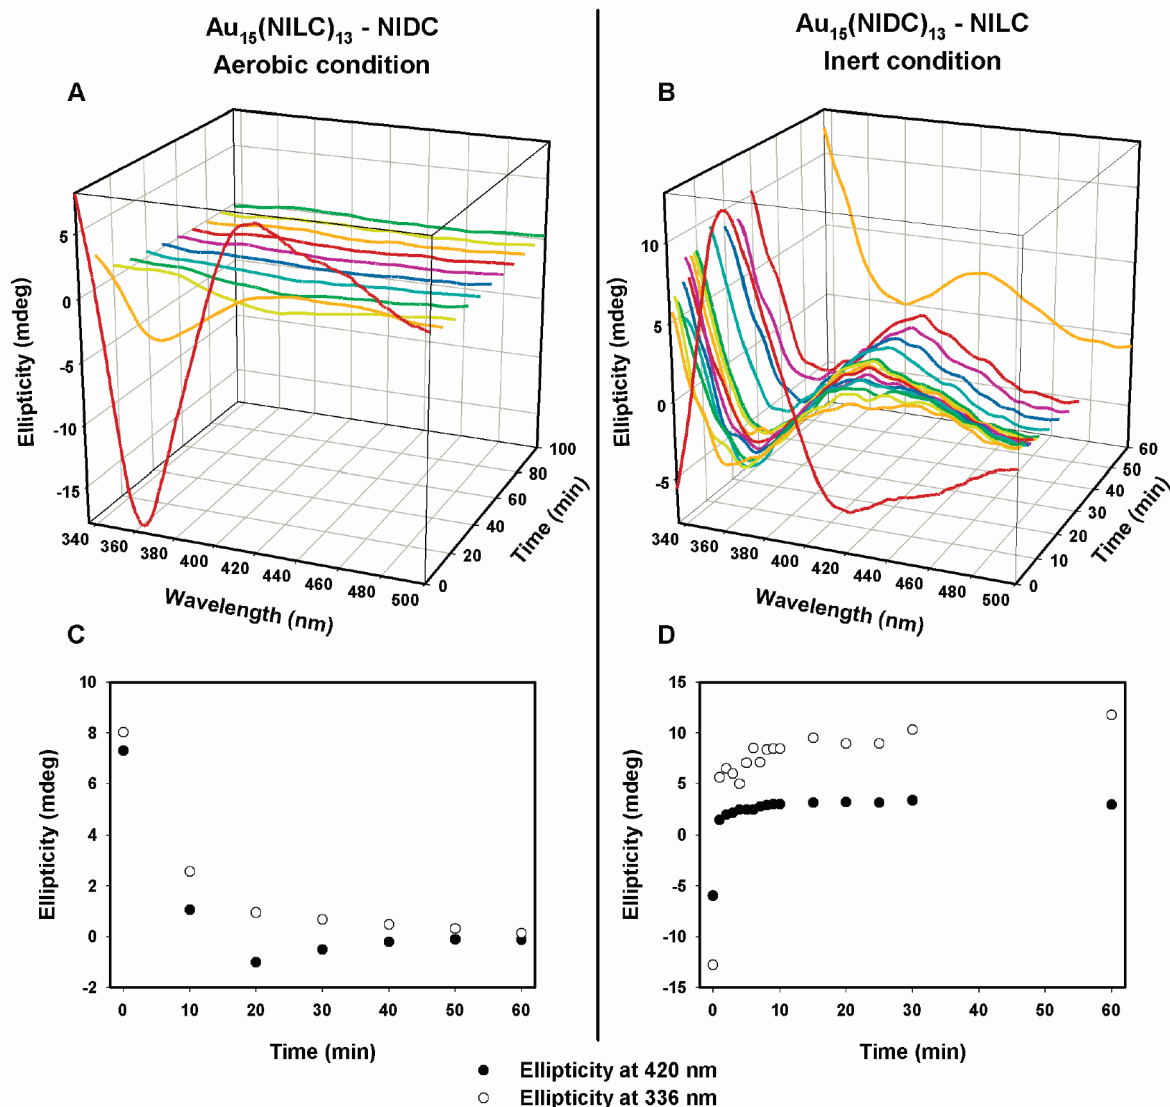 Au15(NILC)13 - NIDC
Aerobic condition
Au15(NIDC)13 - NILC
Inert condition
A
5
0
-5
-10
-15
Ellipticity (mdeg)
340 360 380 400 420 440 460 480 500
Wavelength (nm)
0 20 40 60 80 100
Time (min)
B
10
5
0
-5
Ellipticity (mdeg)
340 360 380 400 420 440 460 480 500
Wavelength (nm)
0 10 20 30 40 50 60
Time (min)
C
10
8
6
4
2
0
-2
Ellipticity (mdeg)
0 10 20 30 40 50 60
Time (min)
D
15
10
5
0
-5
-10
-15
Ellipticity (mdeg)
0 10 20 30 40 50 60
Time (min)
Ellipticity at 420 nm
Ellipticity at 336 nm